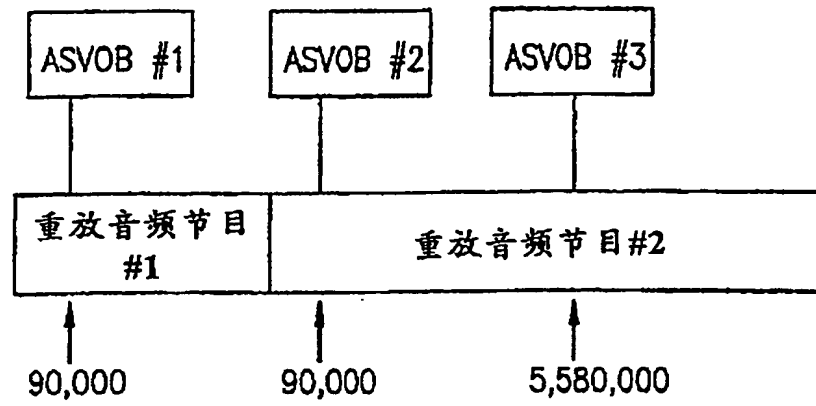 ASVOB #1
ASVOB #2
ASVOB #3
重放音频节目
#1
重放音频节目#2
90,000
90,000
5,580,000